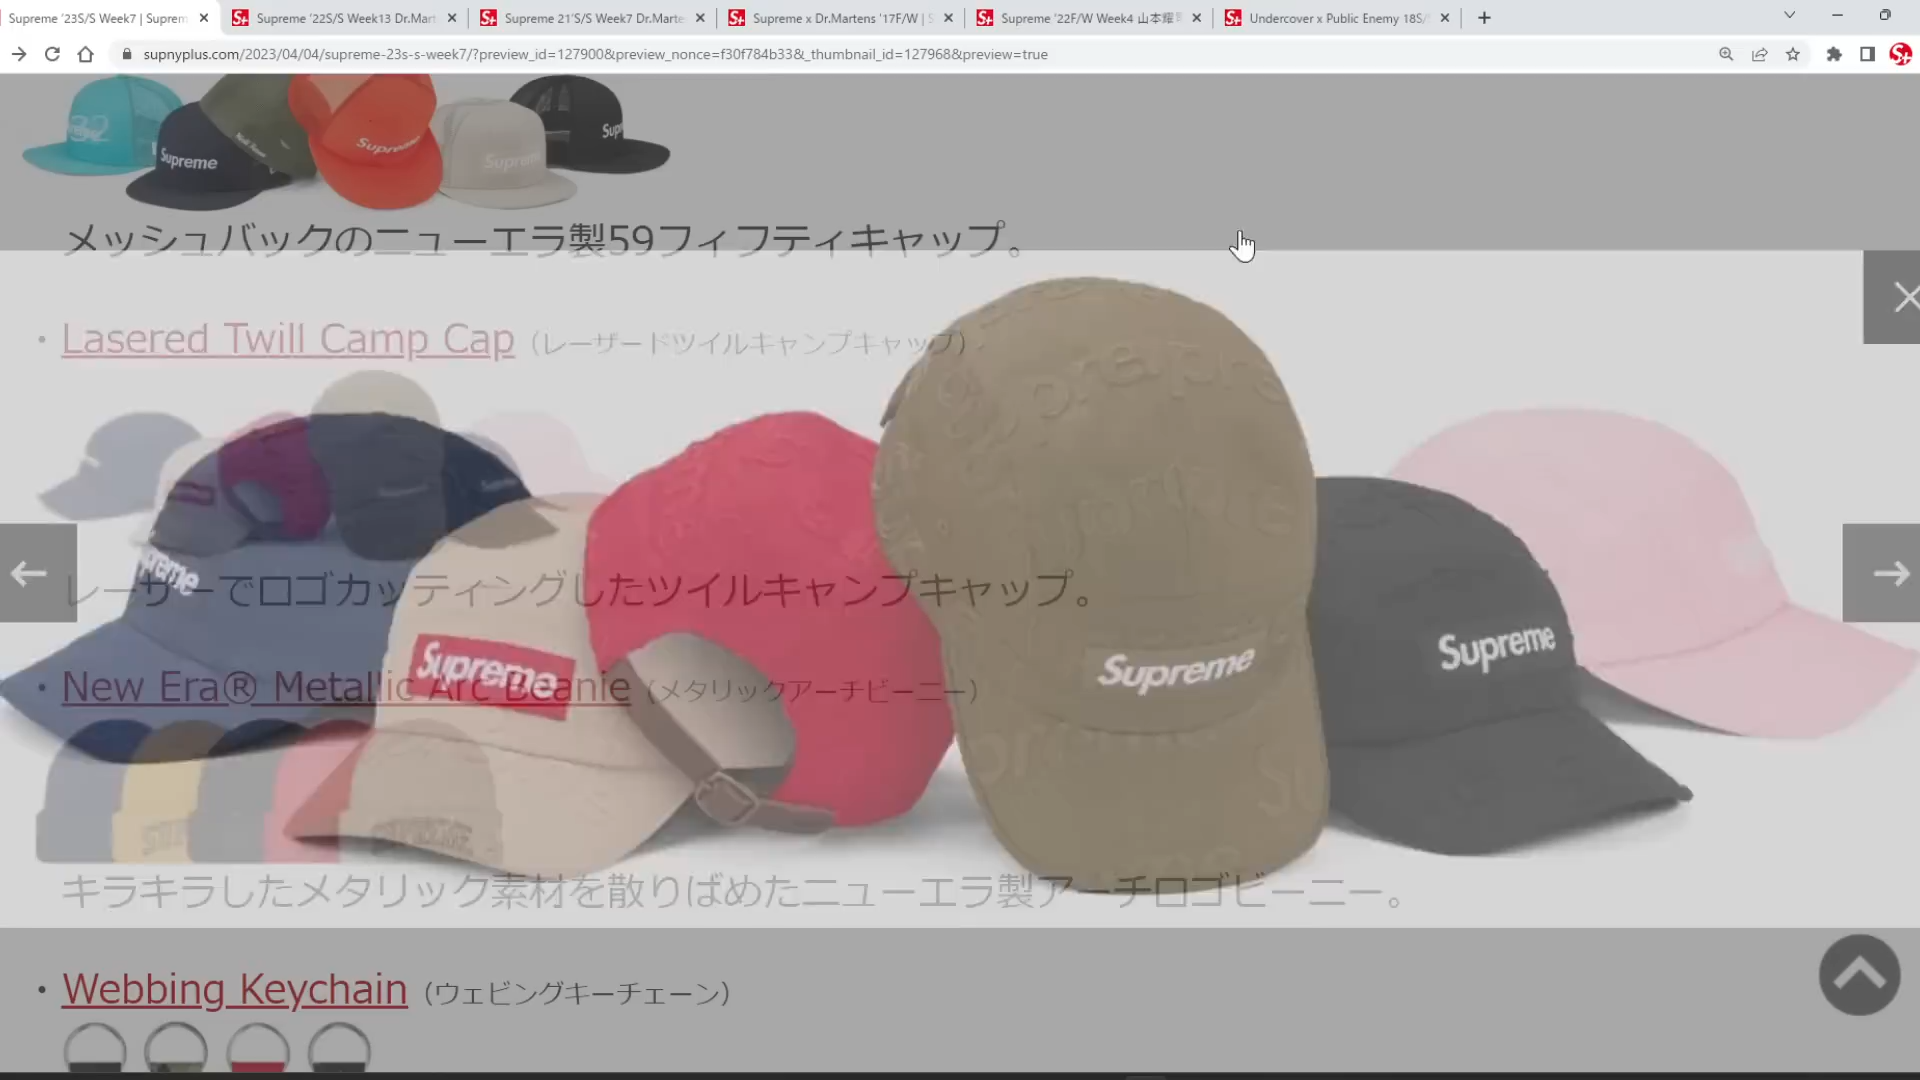 Supreme '23S/S Week7 | Suprem
Supreme '22S/S Week13 Dr.Mart
Supreme 21'S/S Week7 Dr.Marte
Supreme x Dr.Martens '17F/W | S
Supreme '22F/W Week4 山本耀
Undercover x Public Enemy 18S/
supnyplus.com/2023/04/04/supreme-23s-s-week7/?preview_id=127900&preview_nonce=f30f784b33&_thumbnail_id=127968&preview=true
Supreme
Supreme
Supreme
Sup
メッシュバックのニューエラ製59フィフティキャップ。
• Lasered Twill Camp Cap (レーザードツイルキャンプキャップ)
レーザーでロゴカッティングしたツイルキャンプキャップ。
Supreme
Supreme
Supreme
• New Era® Metallic Arc Beanie (メタリックアーチビーニー)
キラキラしたメタリック素材を散りばめたニューエラ製アーチロゴビーニー。
• Webbing Keychain (ウェビングキーチェーン)